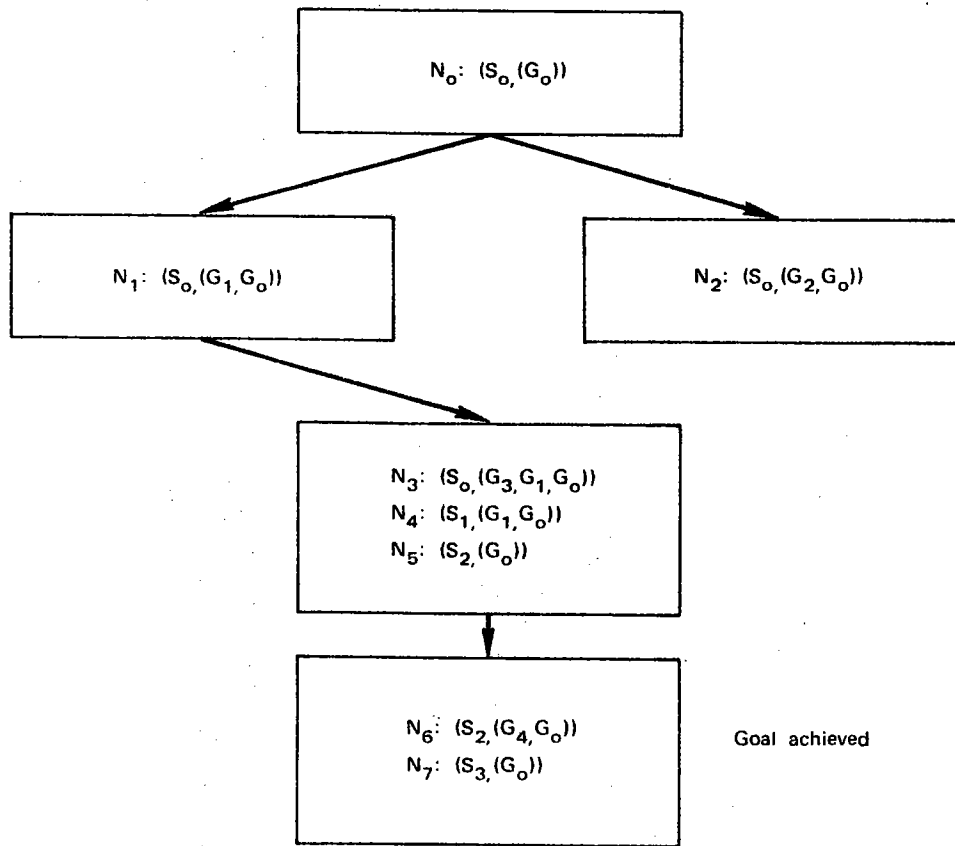 N₀: (S₀,(G₀))
N₁: (S₀,(G₁,G₀))
N₂: (S₀,(G₂,G₀))
N₃: (S₀,(G₃,G₁,G₀))
N₄: (S₁,(G₁,G₀))
N₅: (S₂,(G₀))
N₆: (S₂,(G₄,G₀))
N₇: (S₃,(G₀))
Goal achieved